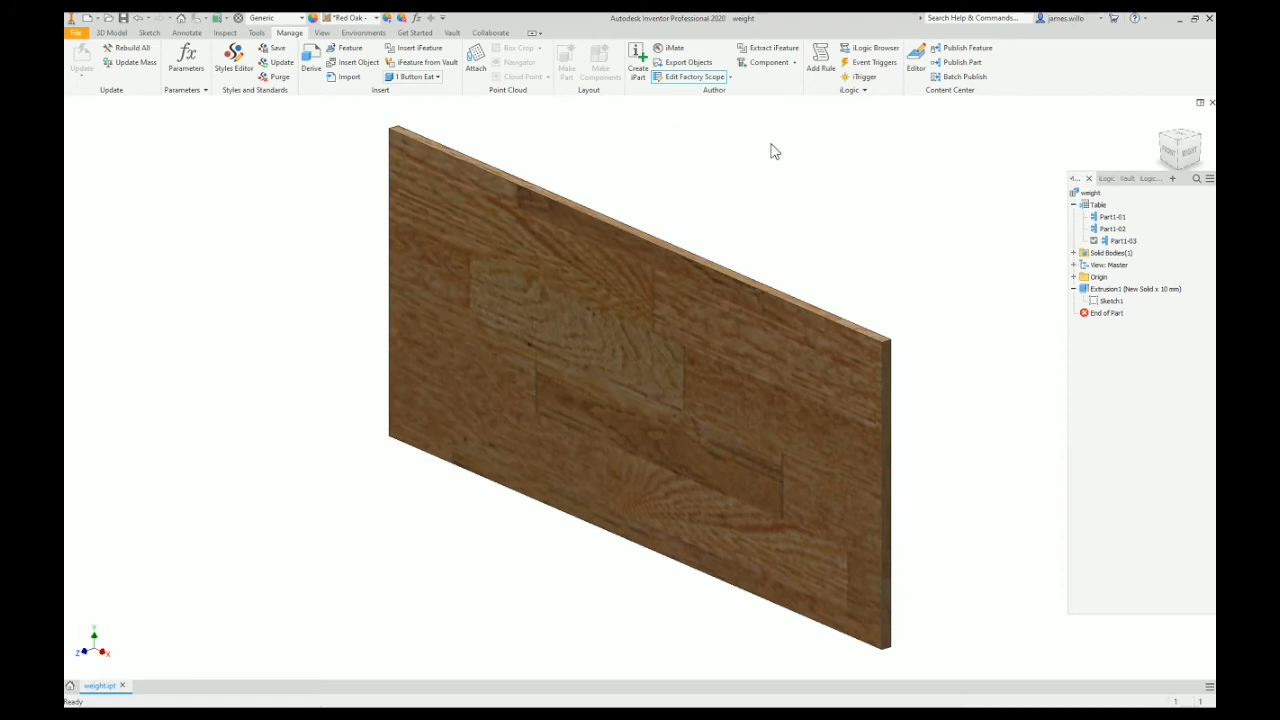 Generic
*Red Oak
Autodesk Inventor Professional 2020 weight
Search Help & Commands...
james.willo
File
3D Model
Sketch
Annotate
Inspect
Tools
Manage
View
Environments
Get Started
Vault
Collaborate
Update
Rebuild All
Update Mass
Update
Parameters
Parameters
Styles Editor
Save
Update
Purge
Styles and Standards
Derive
Feature
Insert Object
Import
Insert iFeature
iFeature from Vault
1 Button Eat
Insert
Attach
Box Crop
Navigator
Cloud Point
Point Cloud
Make Part
Make Components
Layout
Create iPart
iMate
Export Objects
Edit Factory Scope
Extract iFeature
Component
Author
Add Rule
iLogic Browser
Event Triggers
iTrigger
iLogic
Editor
Publish Feature
Publish Part
Batch Publish
Content Center
FRONT
RIGHT
iLogic
Vault
weight
Table
Part1-01
Part1-02
Part1-03
Solid Bodies(1)
View: Master
Origin
Extrusion1 (New Solid x 10 mm)
Sketch1
End of Part
Y
Z
X
weight.ipt
Ready
1
1